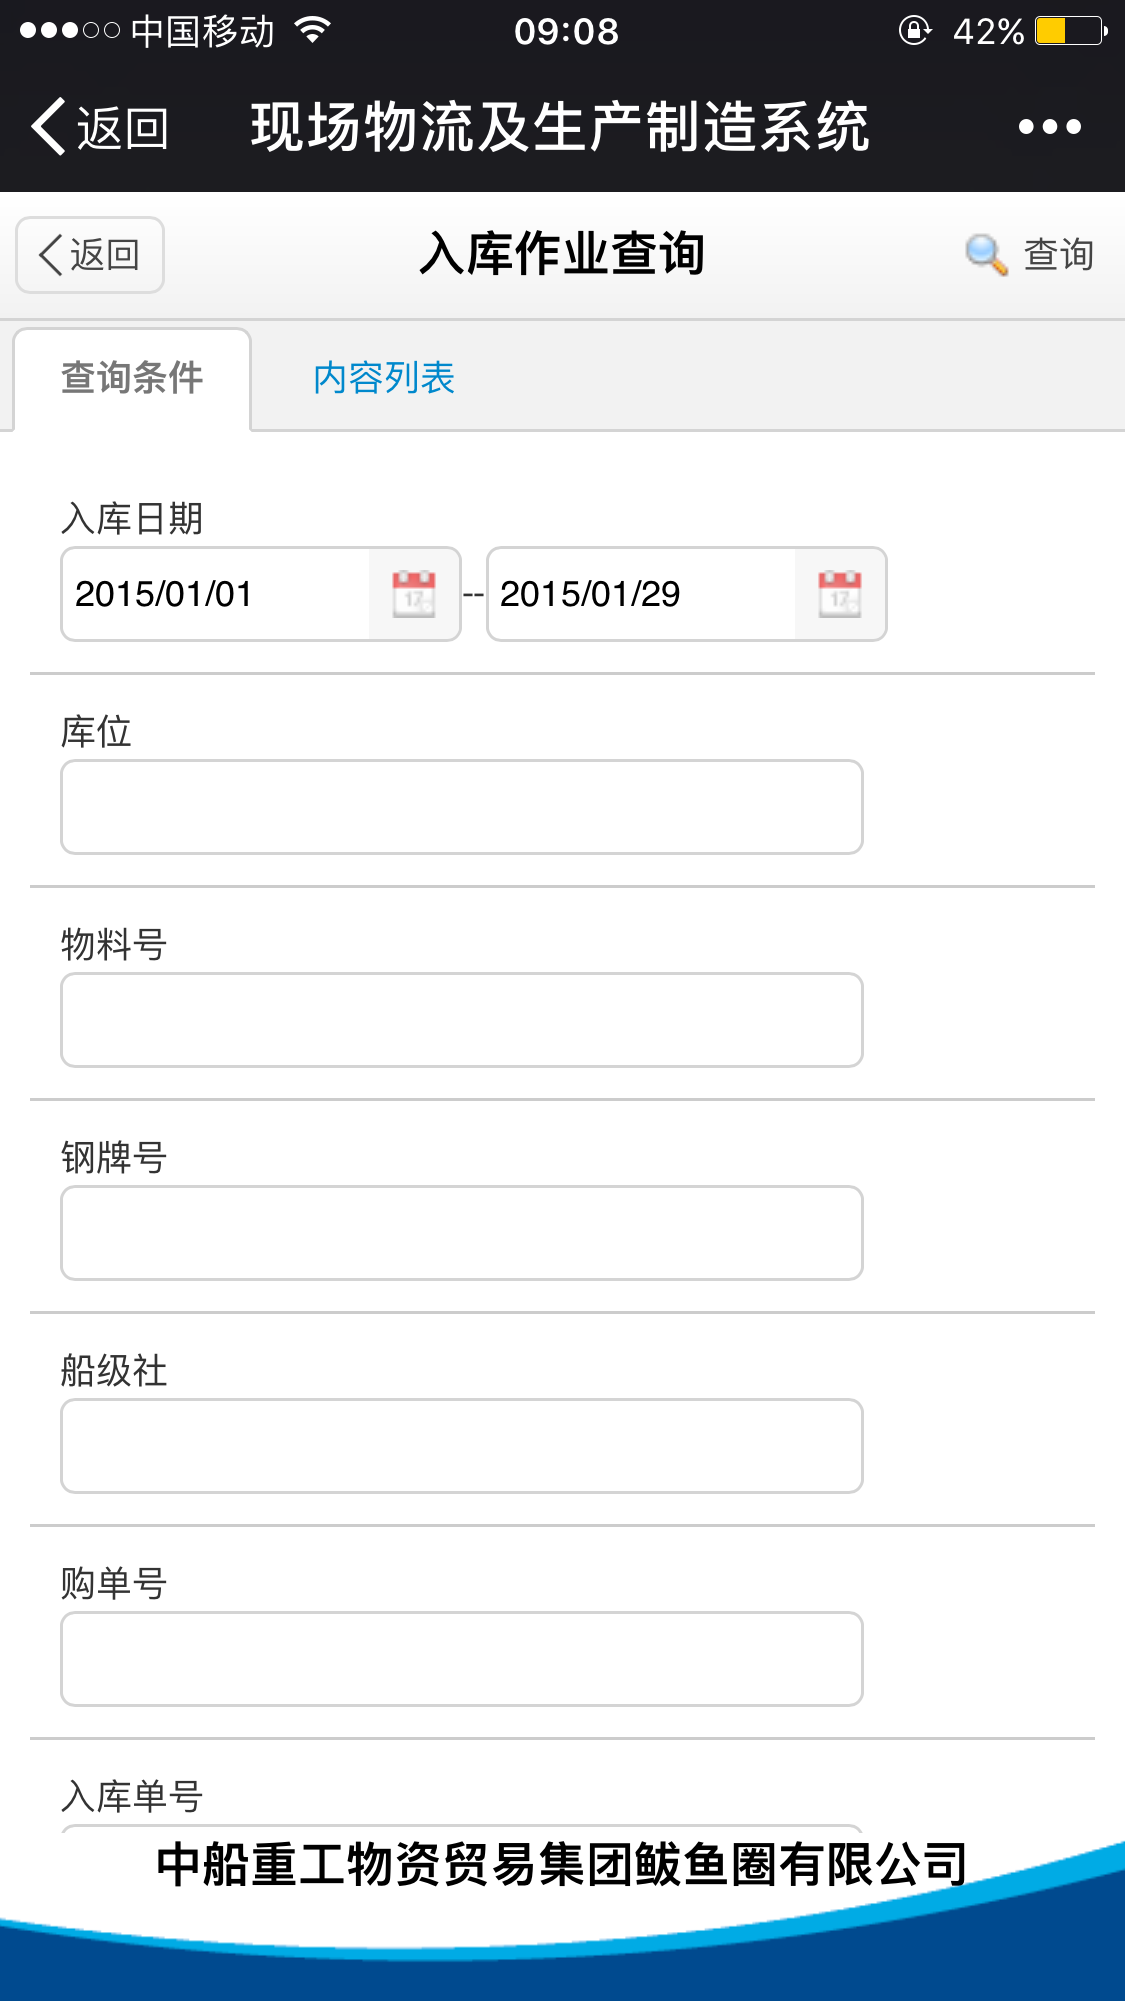 中国移动 09:08 42%
返回 现场物流及生产制造系统
返回 入库作业查询 查询
查询条件 内容列表
入库日期
2015/01/01 -- 2015/01/29
库位
物料号
钢牌号
船级社
购单号
入库单号
中船重工物资贸易集团鲅鱼圈有限公司